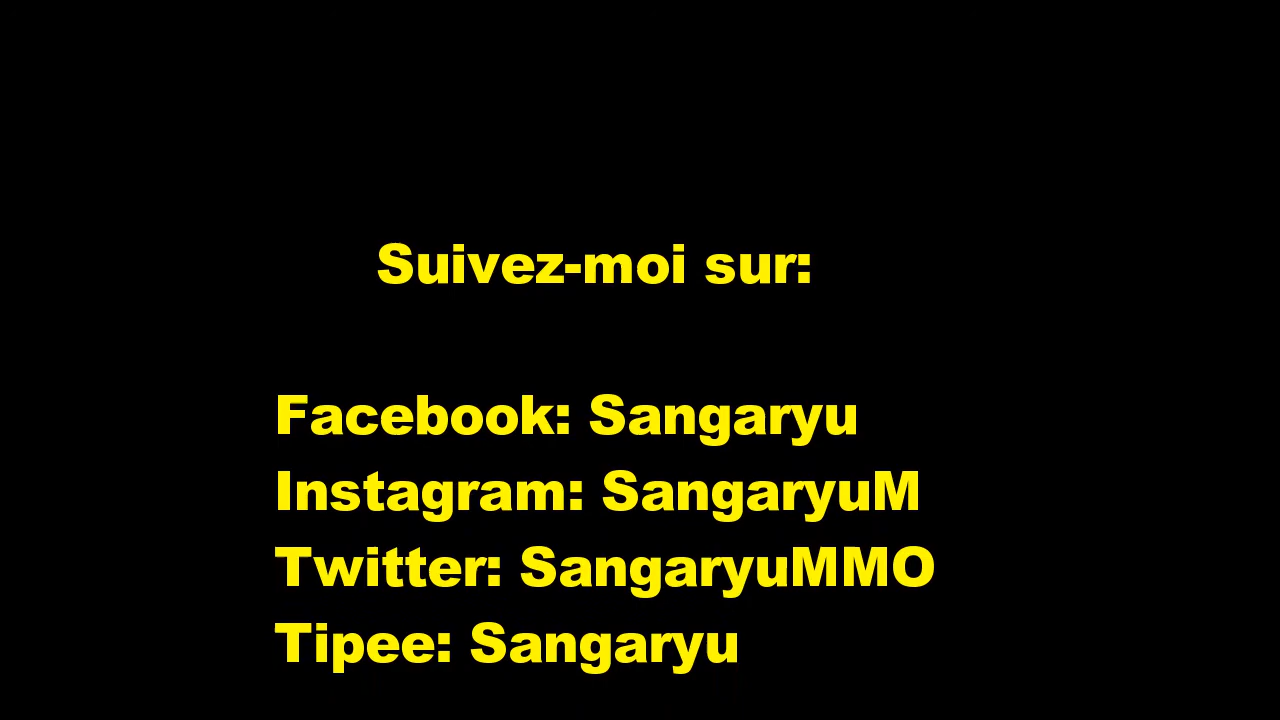 Suivez-moi sur:
Facebook: Sangaryu
Instagram: SangaryuM
Twitter: SangaryuMMO
Tipee: Sangaryu